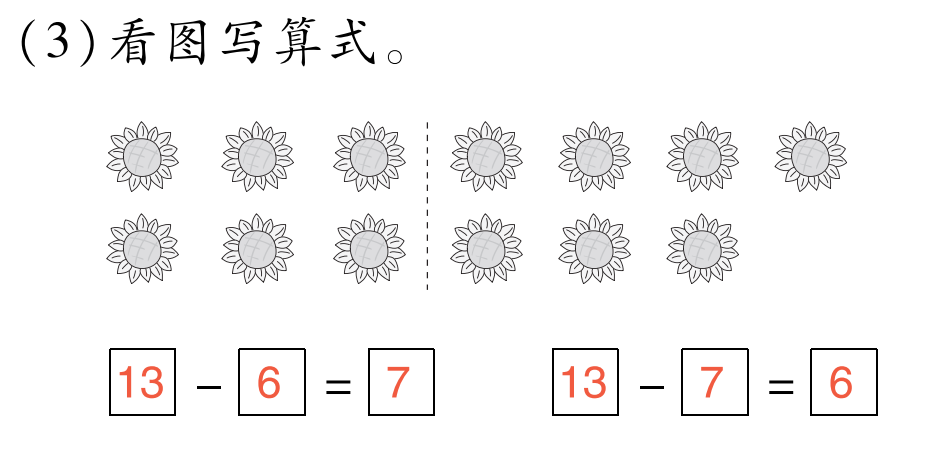 (3)看图写算式。
13 - 6 = 7 13 - 7 = 6